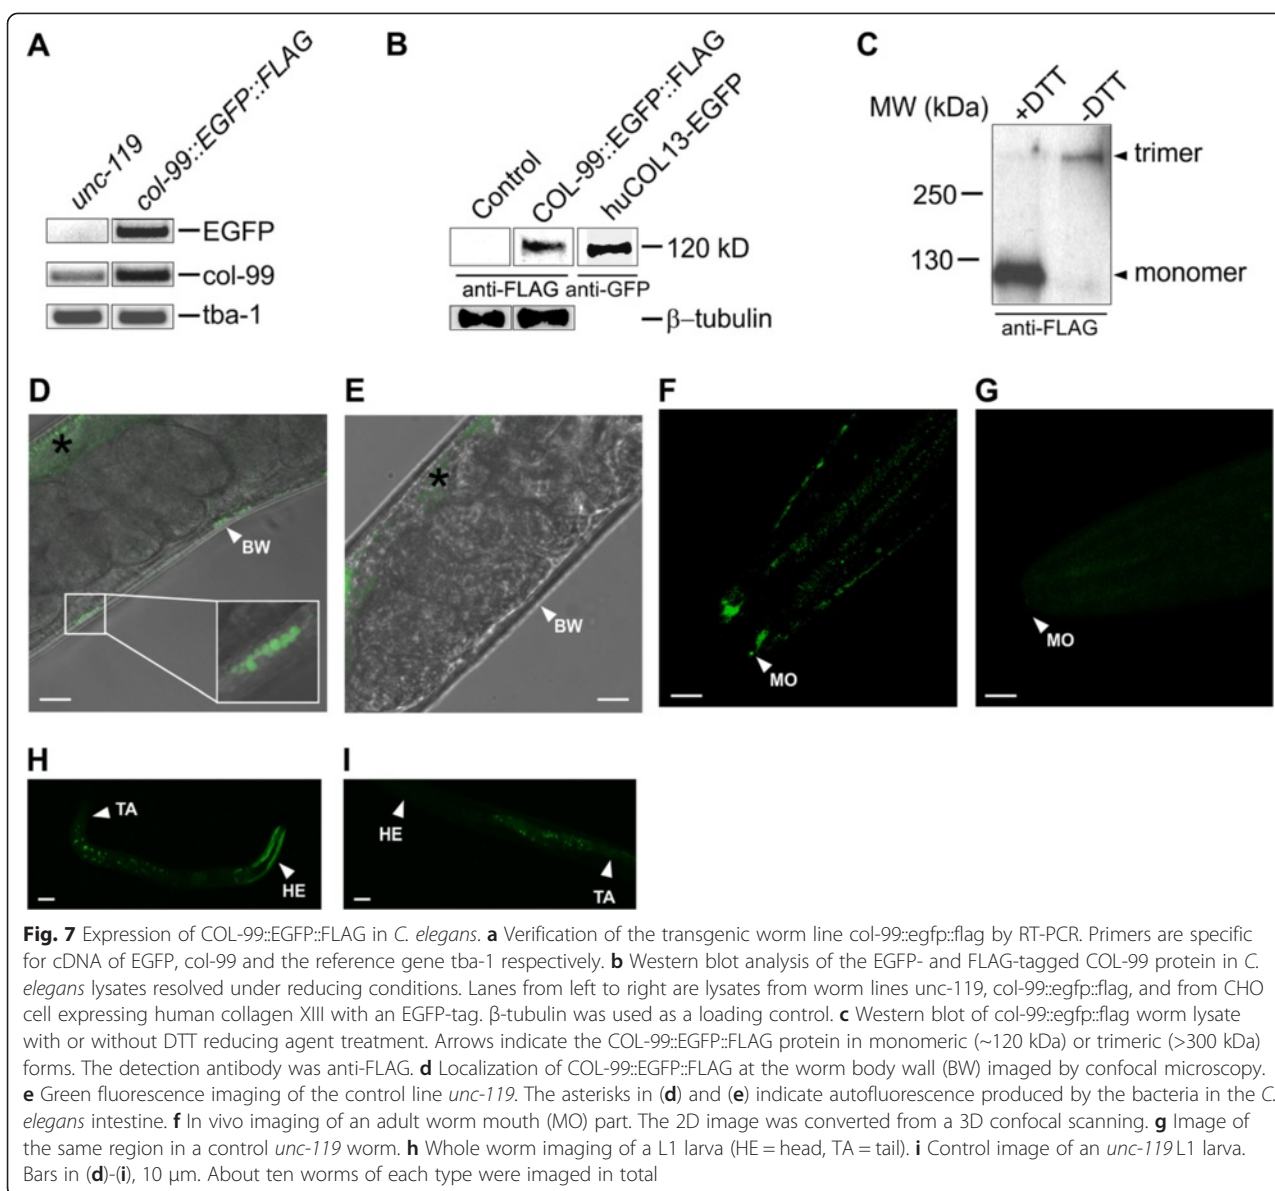 A
B
C
unc-119
col-99::EGFP::FLAG
EGFP
col-99
tba-1
Control
COL-99::EGFP::FLAG
huCOL13-EGFP
120 kD
anti-FLAG anti-GFP
β-tubulin
+DTT
-DTT
MW (kDa)
trimer
250
130
monomer
anti-FLAG
D
E
F
G
*
BW
*
BW
MO
MO
H
I
TA
HE
HE
TA
Fig. 7 Expression of COL-99::EGFP::FLAG in C. elegans. a Verification of the transgenic worm line col-99::egfp::flag by RT-PCR. Primers are specific
for cDNA of EGFP, col-99 and the reference gene tba-1 respectively. b Western blot analysis of the EGFP- and FLAG-tagged COL-99 protein in C.
elegans lysates resolved under reducing conditions. Lanes from left to right are lysates from worm lines unc-119, col-99::egfp::flag, and from CHO
cell expressing human collagen XIII with an EGFP-tag. β-tubulin was used as a loading control. c Western blot of col-99::egfp::flag worm lysate
with or without DTT reducing agent treatment. Arrows indicate the COL-99::EGFP::FLAG protein in monomeric (~120 kDa) or trimeric (>300 kDa)
forms. The detection antibody was anti-FLAG. d Localization of COL-99::EGFP::FLAG at the worm body wall (BW) imaged by confocal microscopy.
e Green fluorescence imaging of the control line unc-119. The asterisks in (d) and (e) indicate autofluorescence produced by the bacteria in the C.
elegans intestine. f In vivo imaging of an adult worm mouth (MO) part. The 2D image was converted from a 3D confocal scanning. g Image of
the same region in a control unc-119 worm. h Whole worm imaging of a L1 larva (HE = head, TA = tail). i Control image of an unc-119 L1 larva.
Bars in (d)-(i), 10 μm. About ten worms of each type were imaged in total